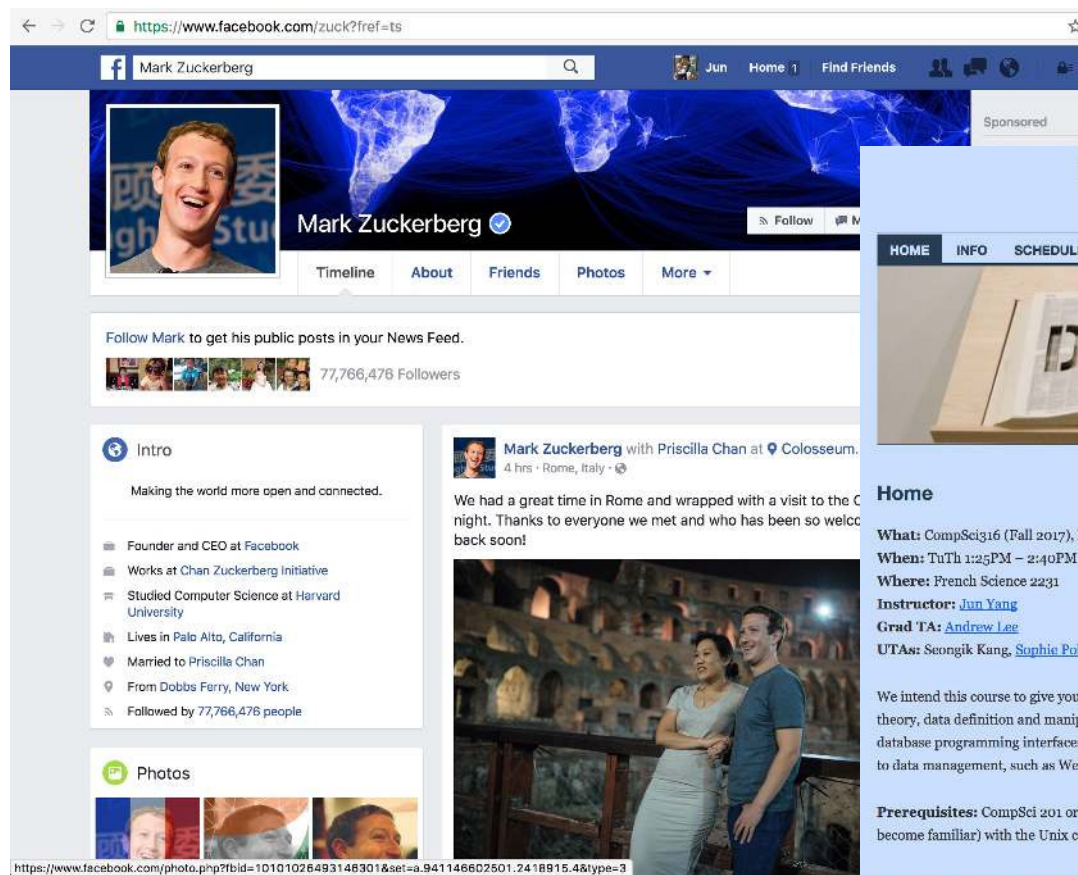 https://www.facebook.com/zuck?fref=ts
f Mark Zuckerberg Jun Home 1 Find Friends
Sponsored
顾 委
Stu
Mark Zuckerberg
Follow
Timeline About Friends Photos More
Follow Mark to get his public posts in your News Feed.
77,766,476 Followers
Intro
Making the world more open and connected.
Founder and CEO at Facebook
Works at Chan Zuckerberg Initiative
Studied Computer Science at Harvard
University
Lives in Palo Alto, California
Married to Priscilla Chan
From Dobbs Ferry, New York
Followed by 77,766,476 people
Photos
https://www.facebook.com/photo.php?fbid=10101026493146301&set=a.941146602501.2418915.4&type=3
Mark Zuckerberg with Priscilla Chan at Colosseum.
4 hrs · Rome, Italy ·
We had a great time in Rome and wrapped with a visit to the C
night. Thanks to everyone we met and who has been so welco
back soon!
HOME INFO SCHEDUL
D
Home
What: CompSci316 (Fall 2017),
When: TuTh 1:25PM – 2:40PM
Where: French Science 2231
Instructor: Jun Yang
Grad TA: Andrew Lee
UTAs: Seongik Kang, Sophie Po
We intend this course to give you
theory, data definition and mani
database programming interface
to data management, such as We
Prerequisites: CompSci 201 or
become familiar) with the Unix c